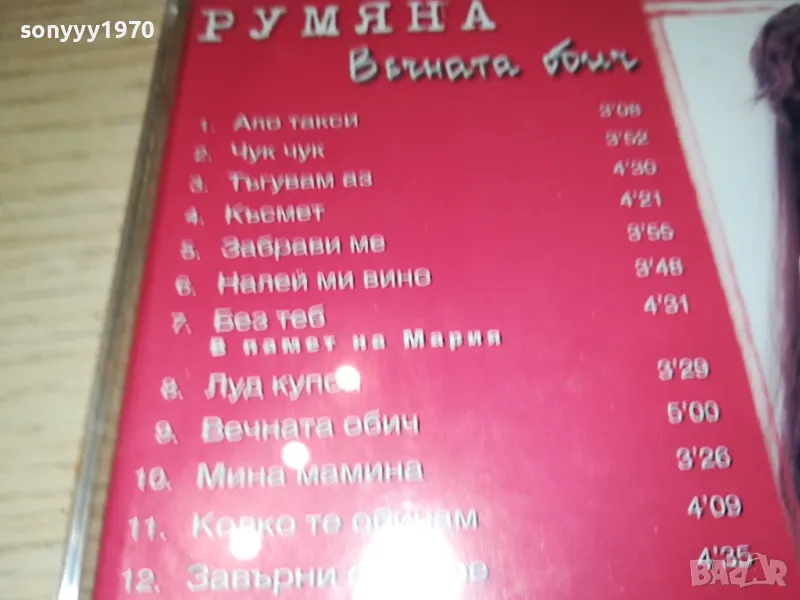 sonyyy1970
РУМЯНА
Вечната обич
1. Ало такси 3'08
2. Чук чук 3'52
3. Тъгувам аз 4'30
4. Късмет 4'21
5. Забрави ме 3'55
6. Налей ми вино 3'48
7. Без теб 4'31
В памет на Мария
8. Луд купон 3'29
9. Вечната обич 5'00
10. Мина мамина 3'26
11. Колко те обичам 4'09
12. Завърни 4'35
BAZAR